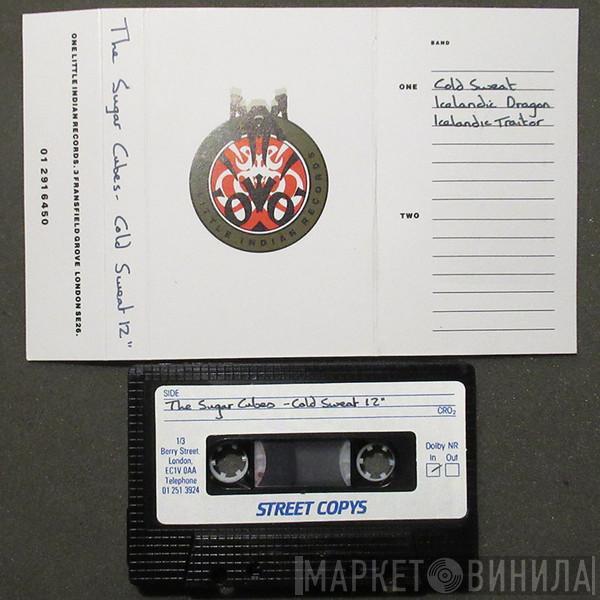 ONE LITTLE INDIAN RECORDS. 3 FRANSFIELD GROVE LONDON SE26.
01 2916450
The Sugar Cubes - Cold Sweat 12"
LITTLE INDIAN RECORDS
BAND
ONE
Cold Sweat
Icelandic Dragon
Icelandic Traitor
TWO
SIDE
The Sugar Cubes - Cold Sweat 12"
CRO2
1/3
Berry Street,
London,
EC1V 0AA
Telephone
01 251 3924
Dolby NR
In Out
STREET COPYS
МАРКЕТ ВИНИЛА